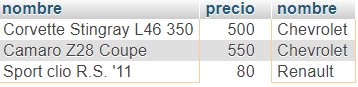 nombre precio nombre
Corvette Stingray L46 350 500 Chevrolet
Camaro Z28 Coupe 550 Chevrolet
Sport clio R.S. '11 80 Renault